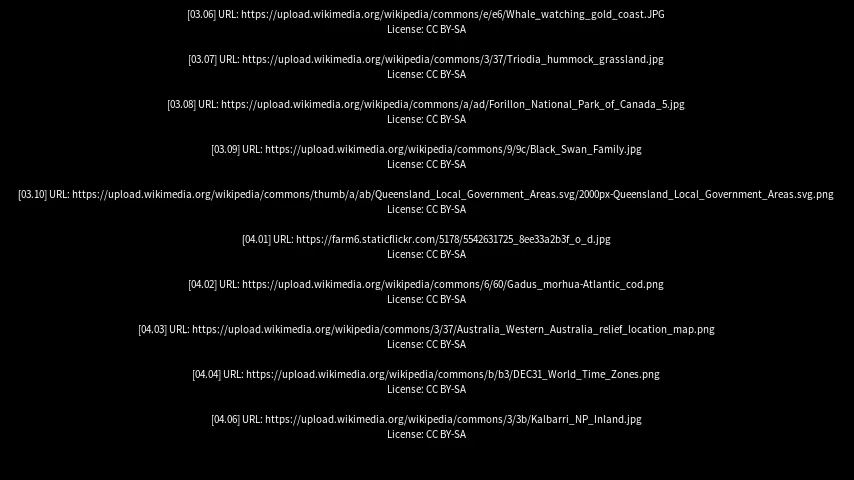 [03.06] URL: https://upload.wikimedia.org/wikipedia/commons/e/e6/Whale_watching_gold_coast.JPG
License: CC BY-SA
[03.07] URL: https://upload.wikimedia.org/wikipedia/commons/3/37/Triodia_hummock_grassland.jpg
License: CC BY-SA
[03.08] URL: https://upload.wikimedia.org/wikipedia/commons/a/ad/Forillon_National_Park_of_Canada_5.jpg
License: CC BY-SA
[03.09] URL: https://upload.wikimedia.org/wikipedia/commons/9/9c/Black_Swan_Family.jpg
License: CC BY-SA
[03.10] URL: https://upload.wikimedia.org/wikipedia/commons/thumb/a/ab/Queensland_Local_Government_Areas.svg/2000px-Queensland_Local_Government_Areas.svg.png
License: CC BY-SA
[04.01] URL: https://farm6.staticflickr.com/5178/5542631725_8ee33a2b3f_o_d.jpg
License: CC BY-SA
[04.02] URL: https://upload.wikimedia.org/wikipedia/commons/6/60/Gadus_morhua-Atlantic_cod.png
License: CC BY-SA
[04.03] URL: https://upload.wikimedia.org/wikipedia/commons/3/37/Australia_Western_Australia_relief_location_map.png
License: CC BY-SA
[04.04] URL: https://upload.wikimedia.org/wikipedia/commons/b/b3/DEC31_World_Time_Zones.png
License: CC BY-SA
[04.06] URL: https://upload.wikimedia.org/wikipedia/commons/3/3b/Kalbarri_NP_Inland.jpg
License: CC BY-SA